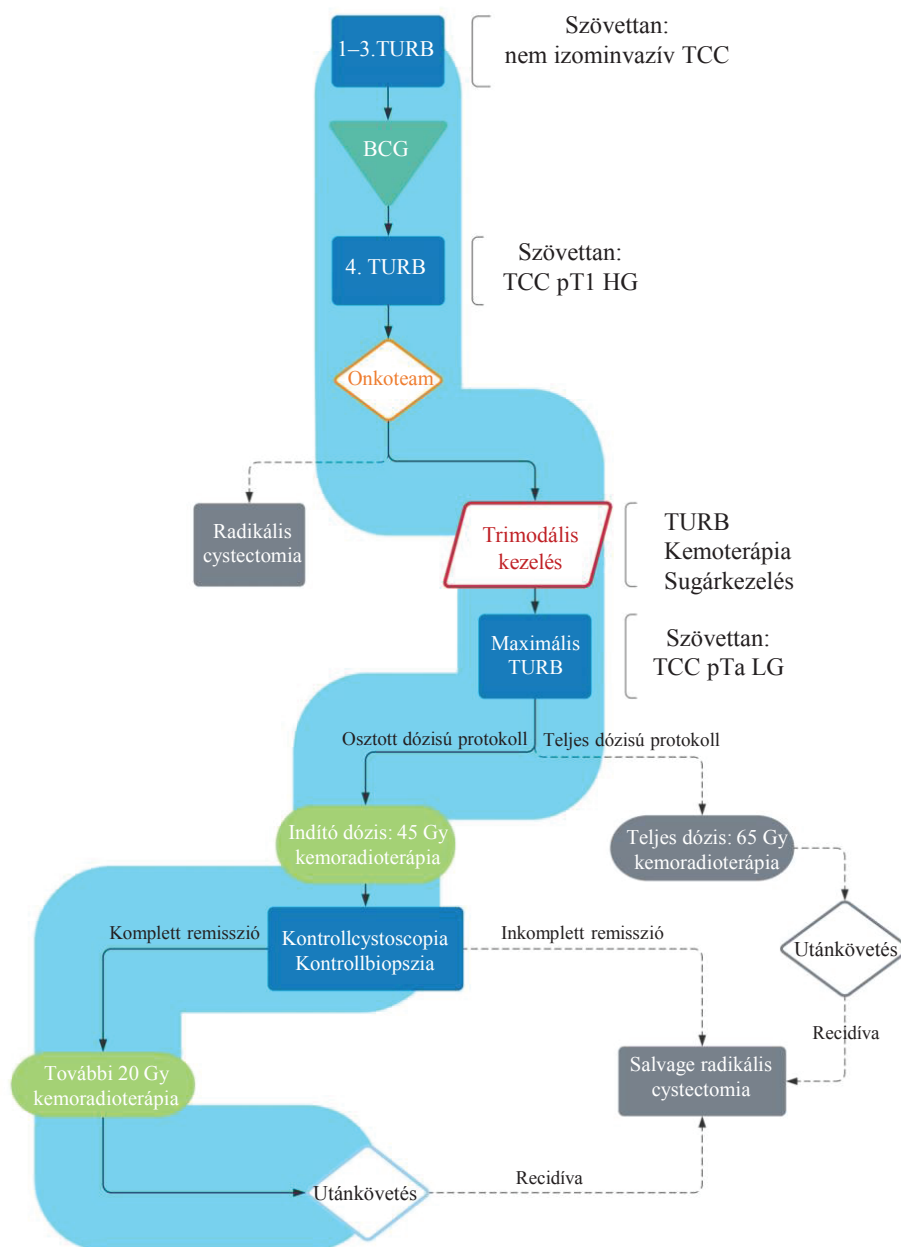 1–3.TURB
Szövettan:
nem izominvazív TCC
BCG
4. TURB
Szövettan:
TCC pT1 HG
Onkoteam
Radikális
cystectomia
Trimodális
kezelés
TURB
Kemoterápia
Sugárkezelés
Maximális
TURB
Szövettan:
TCC pTa LG
Osztott dózisú protokoll
Teljes dózisú protokoll
Indító dózis: 45 Gy
kemoradioterápia
Teljes dózis: 65 Gy
kemoradioterápia
Komplett remisszió
Kontrollcystoscopia
Kontrollbiopszia
Inkomplett remisszió
Utánkövetés
Recidíva
További 20 Gy
kemoradioterápia
Salvage radikális
cystectomia
Utánkövetés
Recidíva